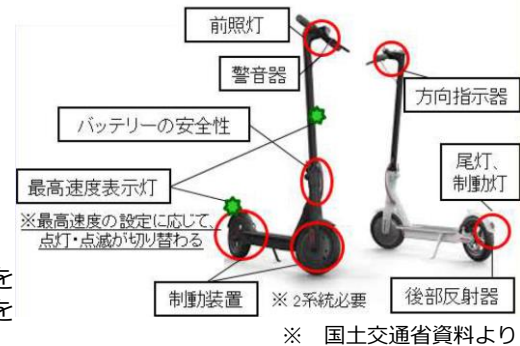 前照灯
警音器
方向指示器
バッテリーの安全性
尾灯、
制動灯
最高速度表示灯
※最高速度の設定に応じて、
点灯・点滅が切り替わる
制動装置
※ 2系統必要
後部反射器
を
を
※　国土交通省資料より